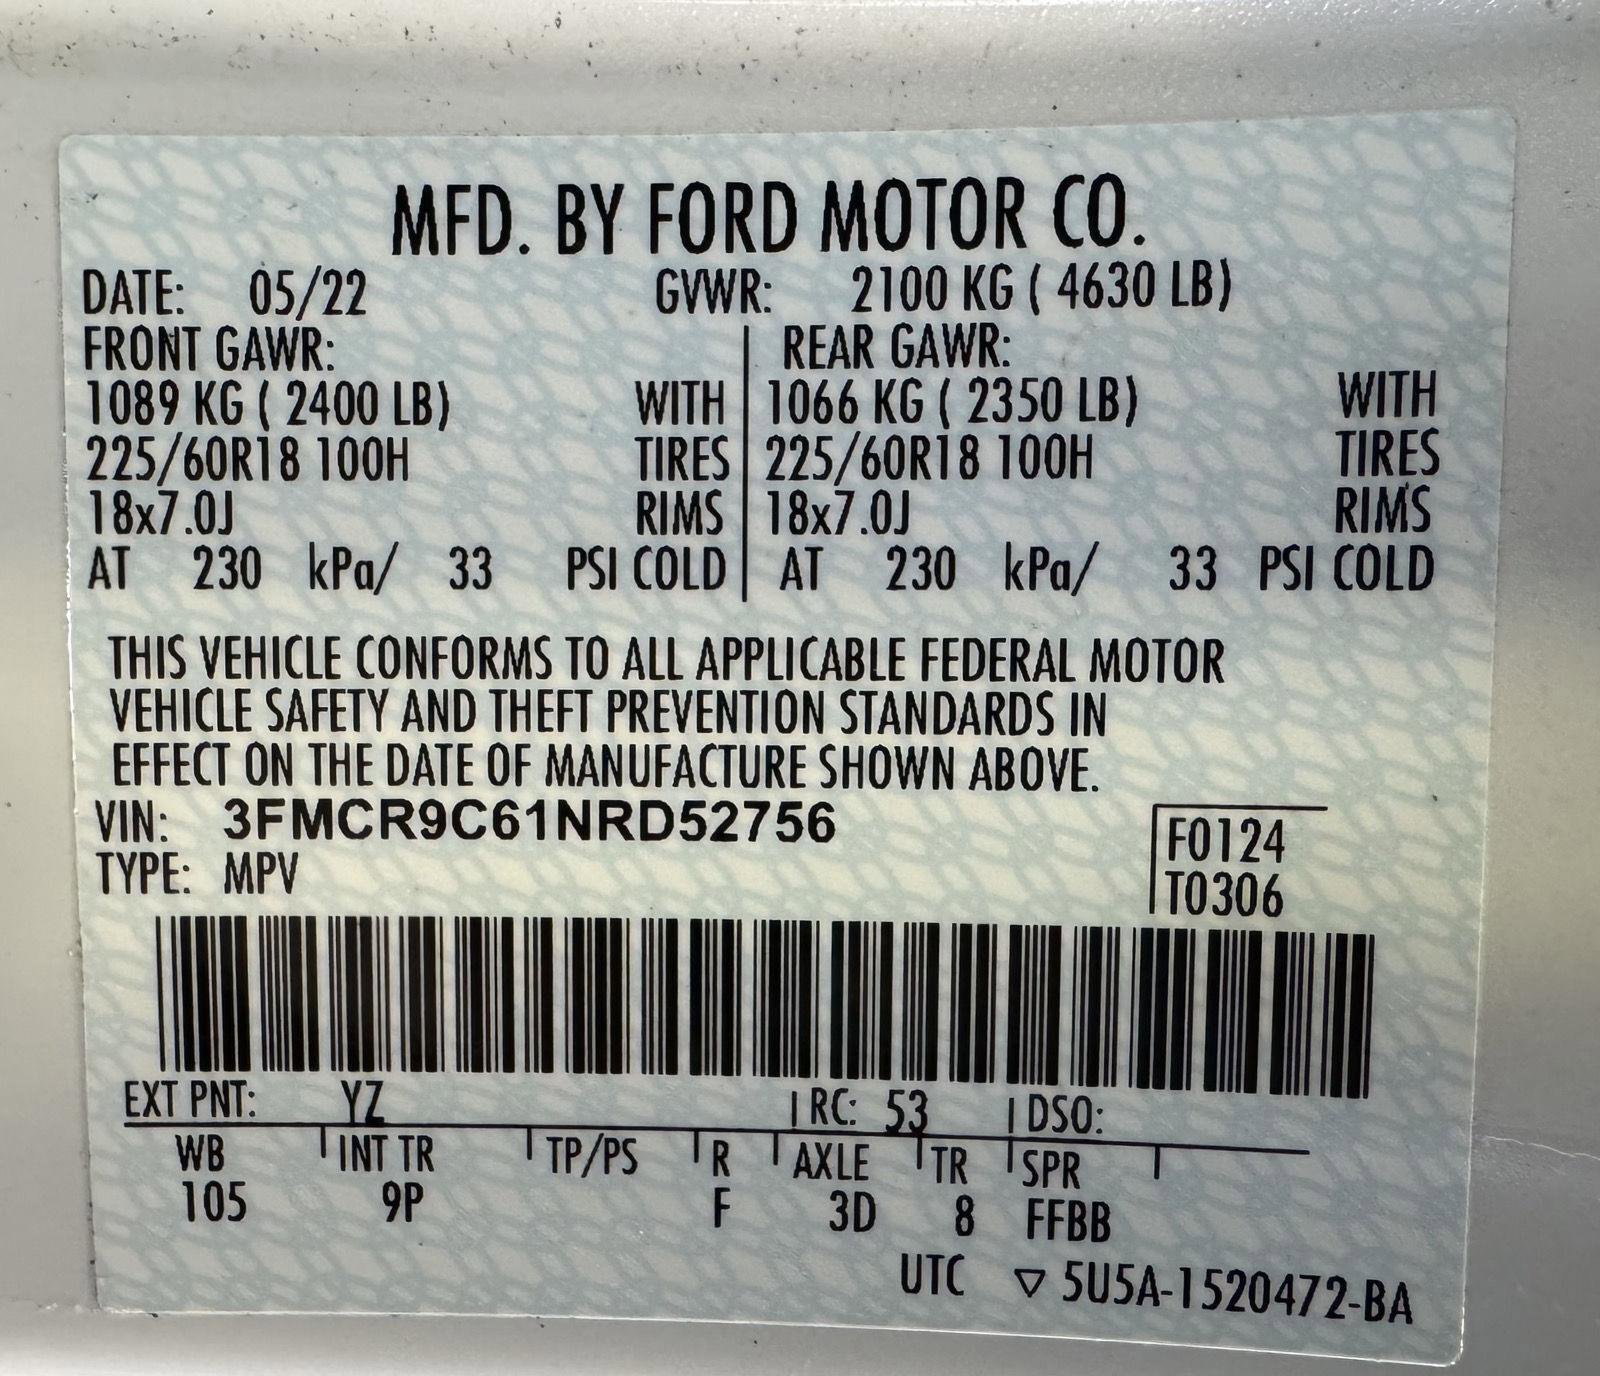 MFD. BY FORD MOTOR CO.
DATE: 05/22 GVWR: 2100 KG ( 4630 LB)
FRONT GAWR: REAR GAWR:
1089 KG ( 2400 LB) WITH 1066 KG ( 2350 LB) WITH
225/60R18 100H TIRES 225/60R18 100H TIRES
18x7.0J RIMS 18x7.0J RIMS
AT 230 kPa/ 33 PSI COLD AT 230 kPa/ 33 PSI COLD
THIS VEHICLE CONFORMS TO ALL APPLICABLE FEDERAL MOTOR
VEHICLE SAFETY AND THEFT PREVENTION STANDARDS IN
EFFECT ON THE DATE OF MANUFACTURE SHOWN ABOVE.
VIN: 3FMCR9C61NRD52756 F0124
TYPE: MPV T0306
EXT PNT: YZ RC: 53 DSO:
WB INT TR TP/PS R AXLE TR SPR
105 9P F 3D 8 FFBB
UTC ▽ 5U5A-1520472-BA